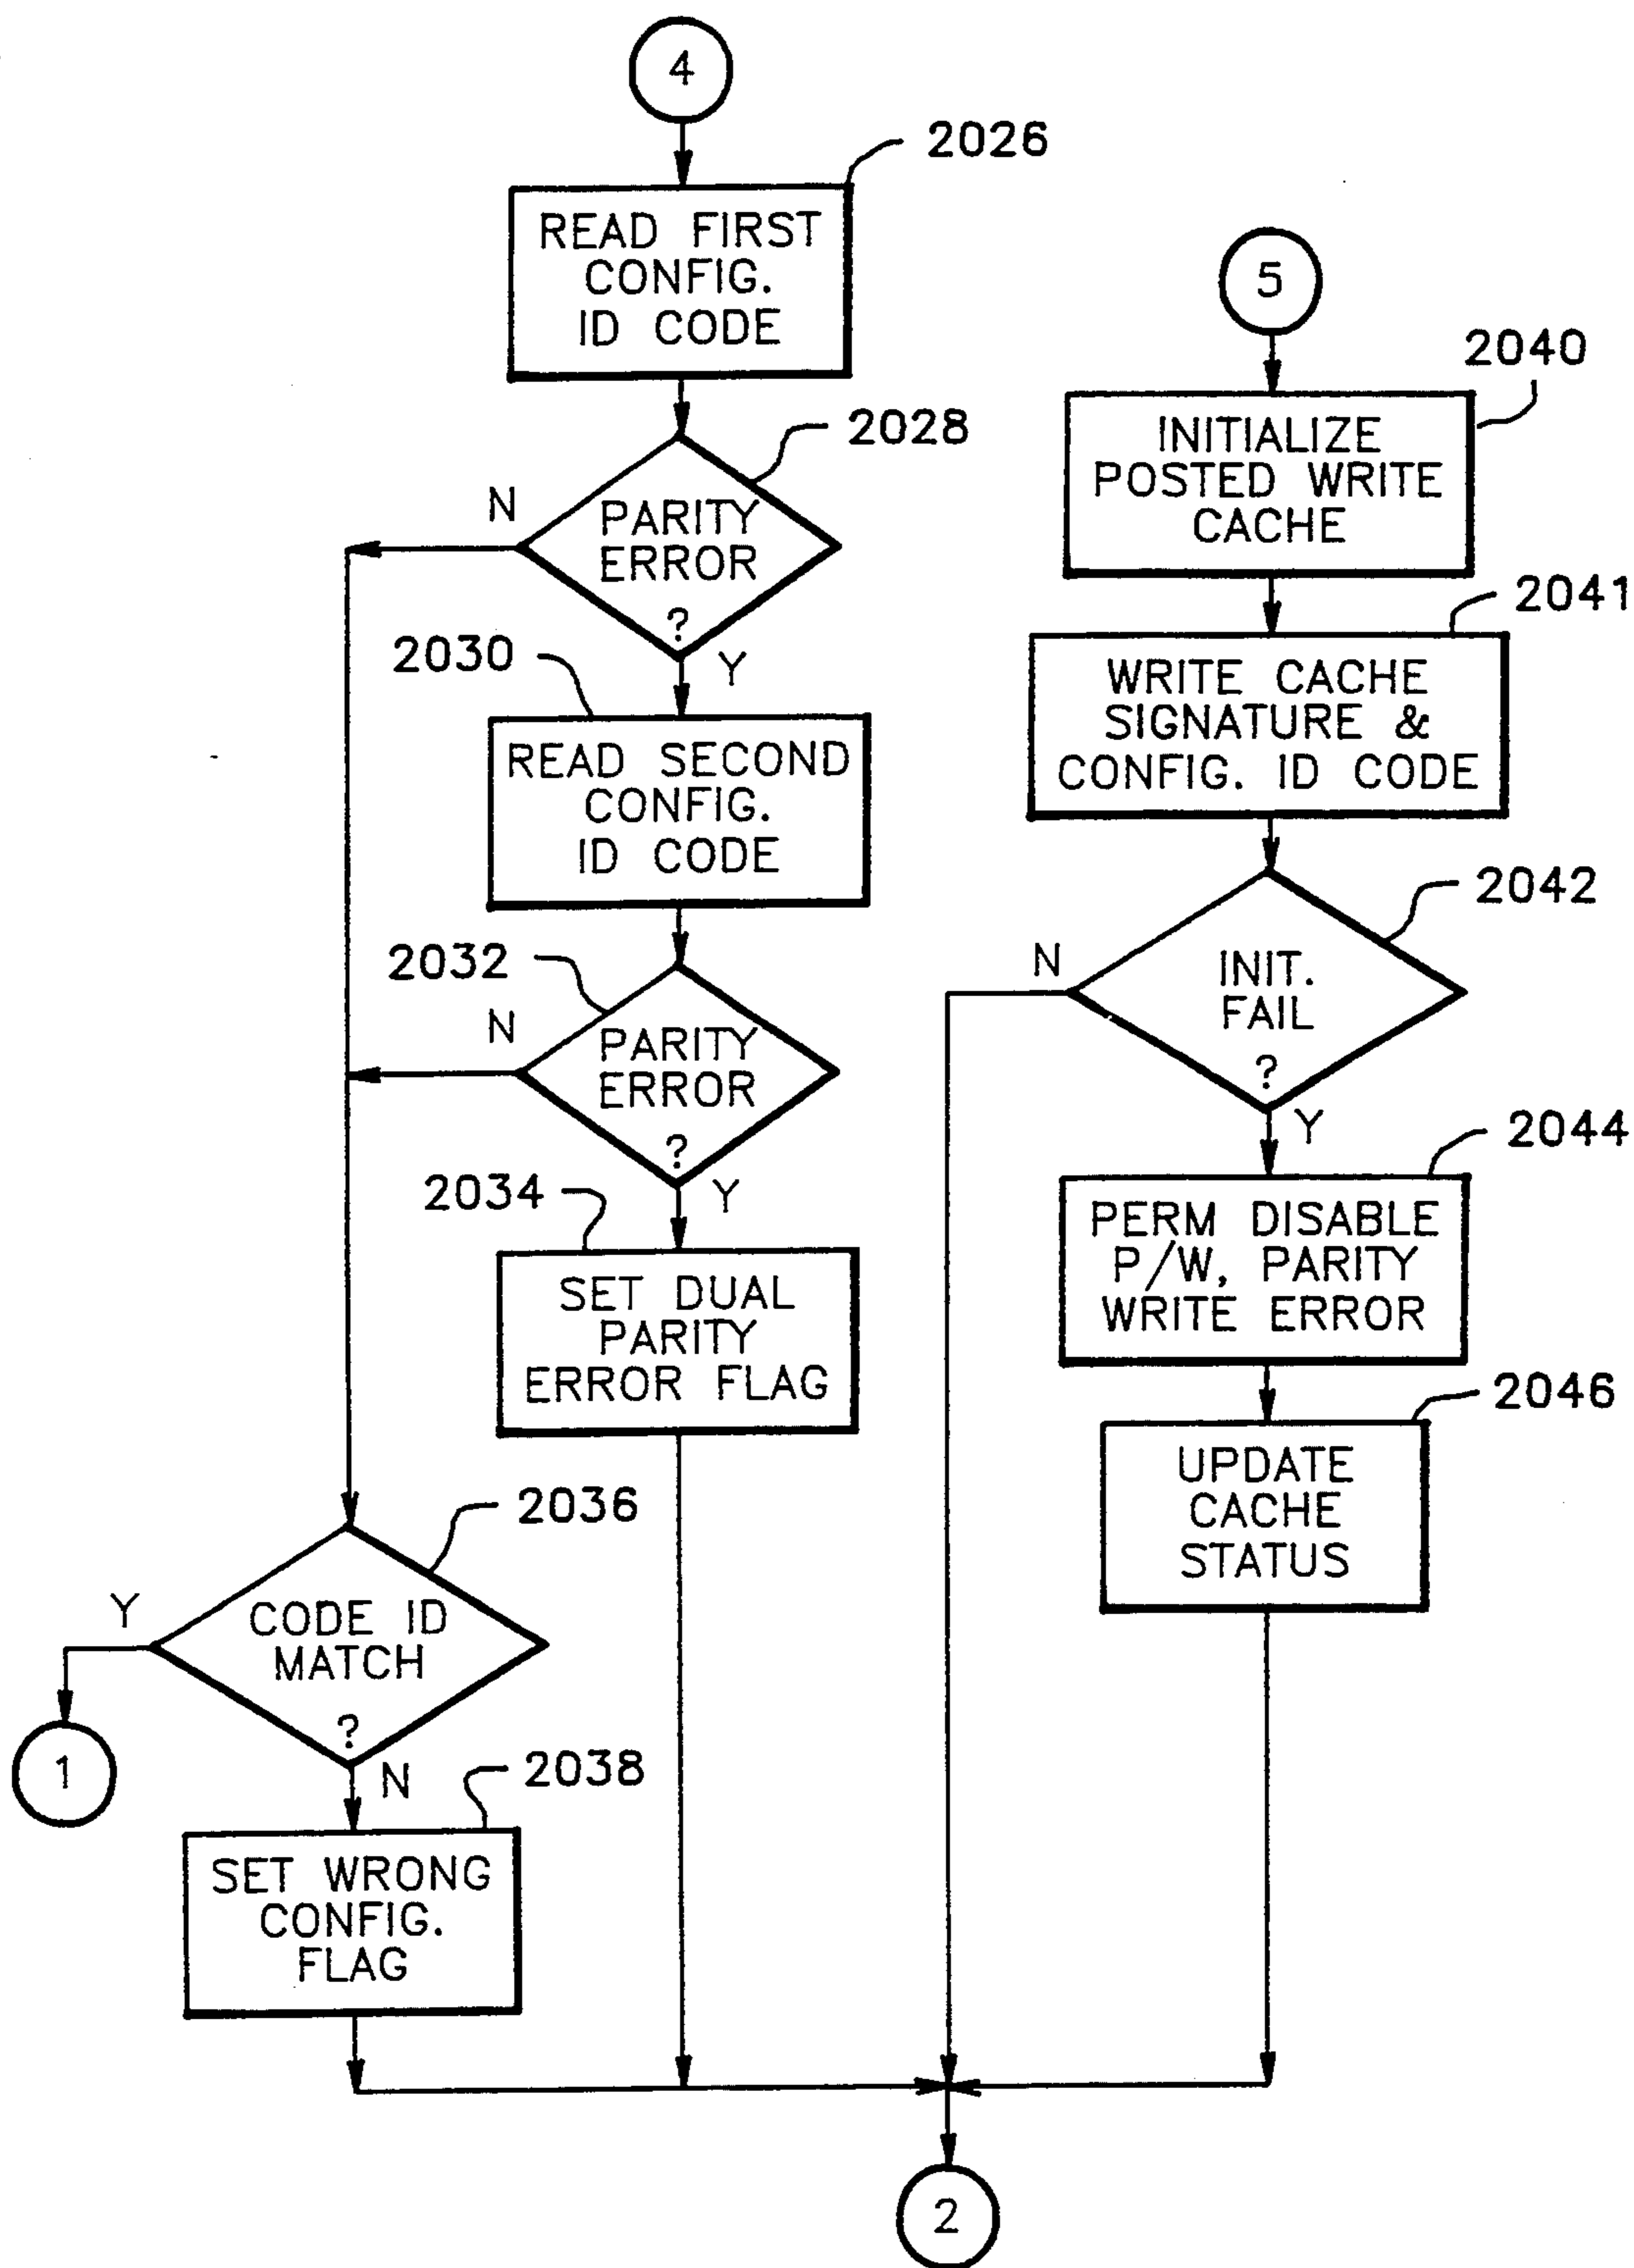 4
2026
READ FIRST
CONFIG.
ID CODE
2028
N
PARITY
ERROR
?
Y
2030
READ SECOND
CONFIG.
ID CODE
2032
N
PARITY
ERROR
?
Y
2034
SET DUAL
PARITY
ERROR FLAG
2036
Y
CODE ID
MATCH
?
N
1
2038
SET WRONG
CONFIG.
FLAG
5
2040
INITIALIZE
POSTED WRITE
CACHE
2041
WRITE CACHE
SIGNATURE &
CONFIG. ID CODE
2042
N
INIT.
FAIL
?
Y
2044
PERM DISABLE
P/W, PARITY
WRITE ERROR
2046
UPDATE
CACHE
STATUS
2